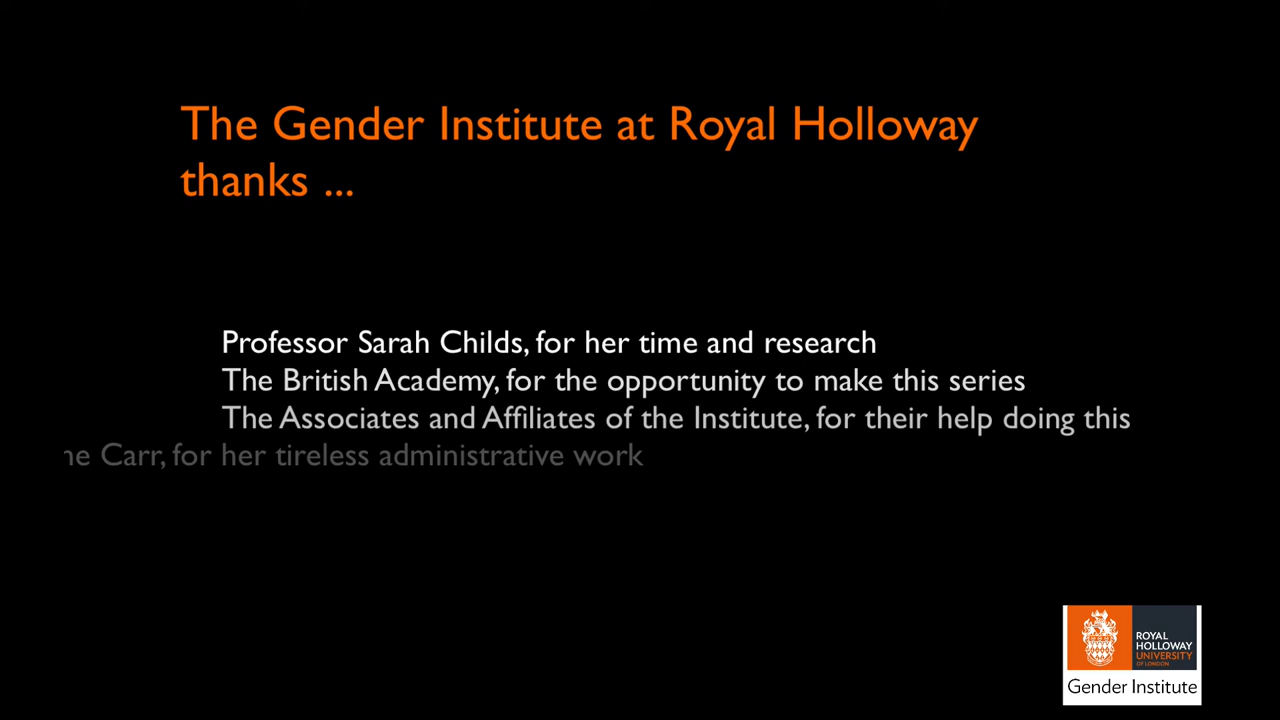 The Gender Institute at Royal Holloway
thanks ...
Professor Sarah Childs, for her time and research
The British Academy, for the opportunity to make this series
The Associates and Affiliates of the Institute, for their help doing this
Carr, for her tireless administrative work
ROYAL
HOLLOWAY
UNIVERSITY
OF LONDON
Gender Institute